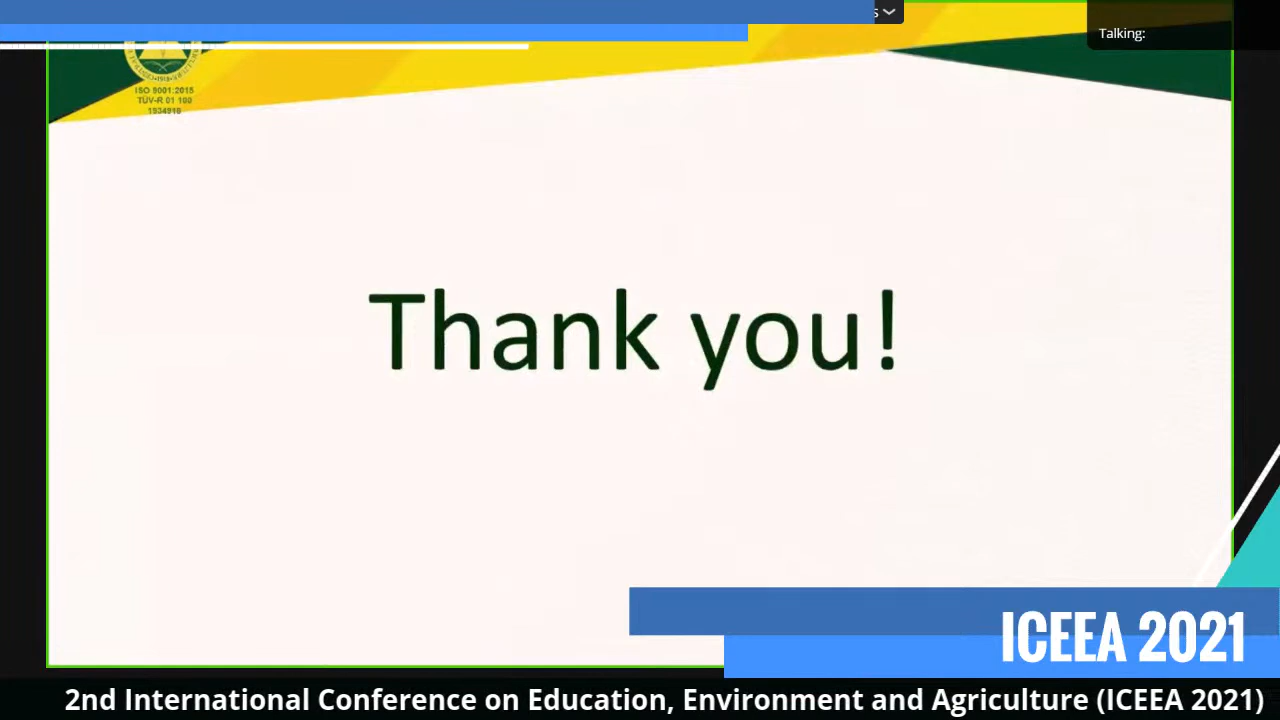 Talking:
ISO 9001:2015
TÜV-R 01 100
1934918
Thank you!
ICEEA 2021
2nd International Conference on Education, Environment and Agriculture (ICEEA 2021)